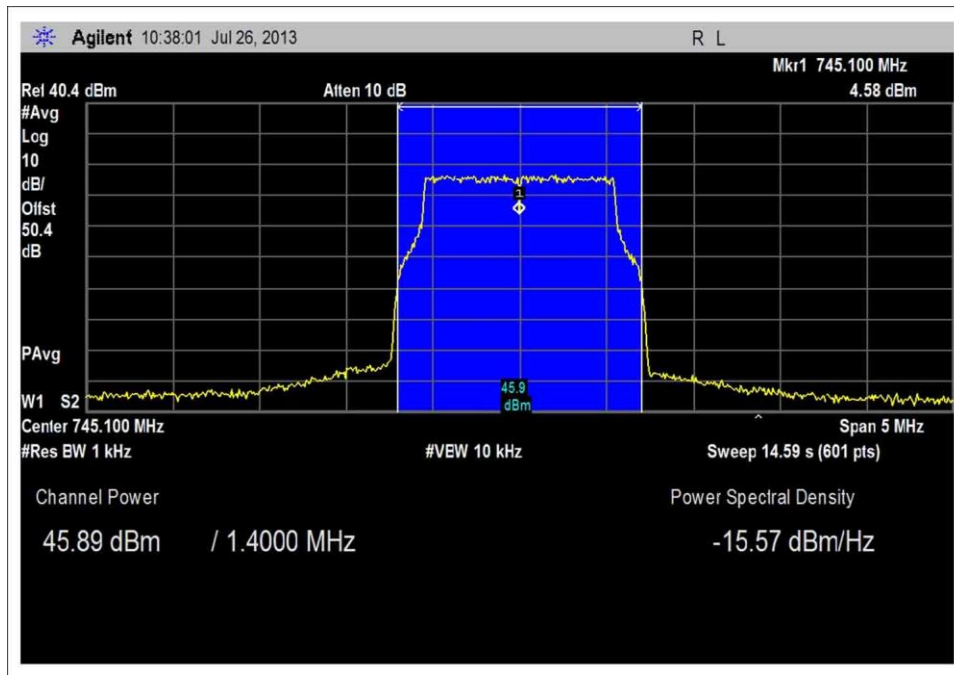 Agilent 10:38:01 Jul 26, 2013 R L
Mkr1 745.100 MHz
Rel 40.4 dBm Atten 10 dB 4.58 dBm
#Avg
Log
10
dB/
Offst
50.4
dB
1
PAvg
45.9
dBm
W1 S2
Center 745.100 MHz Span 5 MHz
#Res BW 1 kHz #VEW 10 kHz Sweep 14.59 s (601 pts)
Channel Power Power Spectral Density
45.89 dBm / 1.4000 MHz -15.57 dBm/Hz